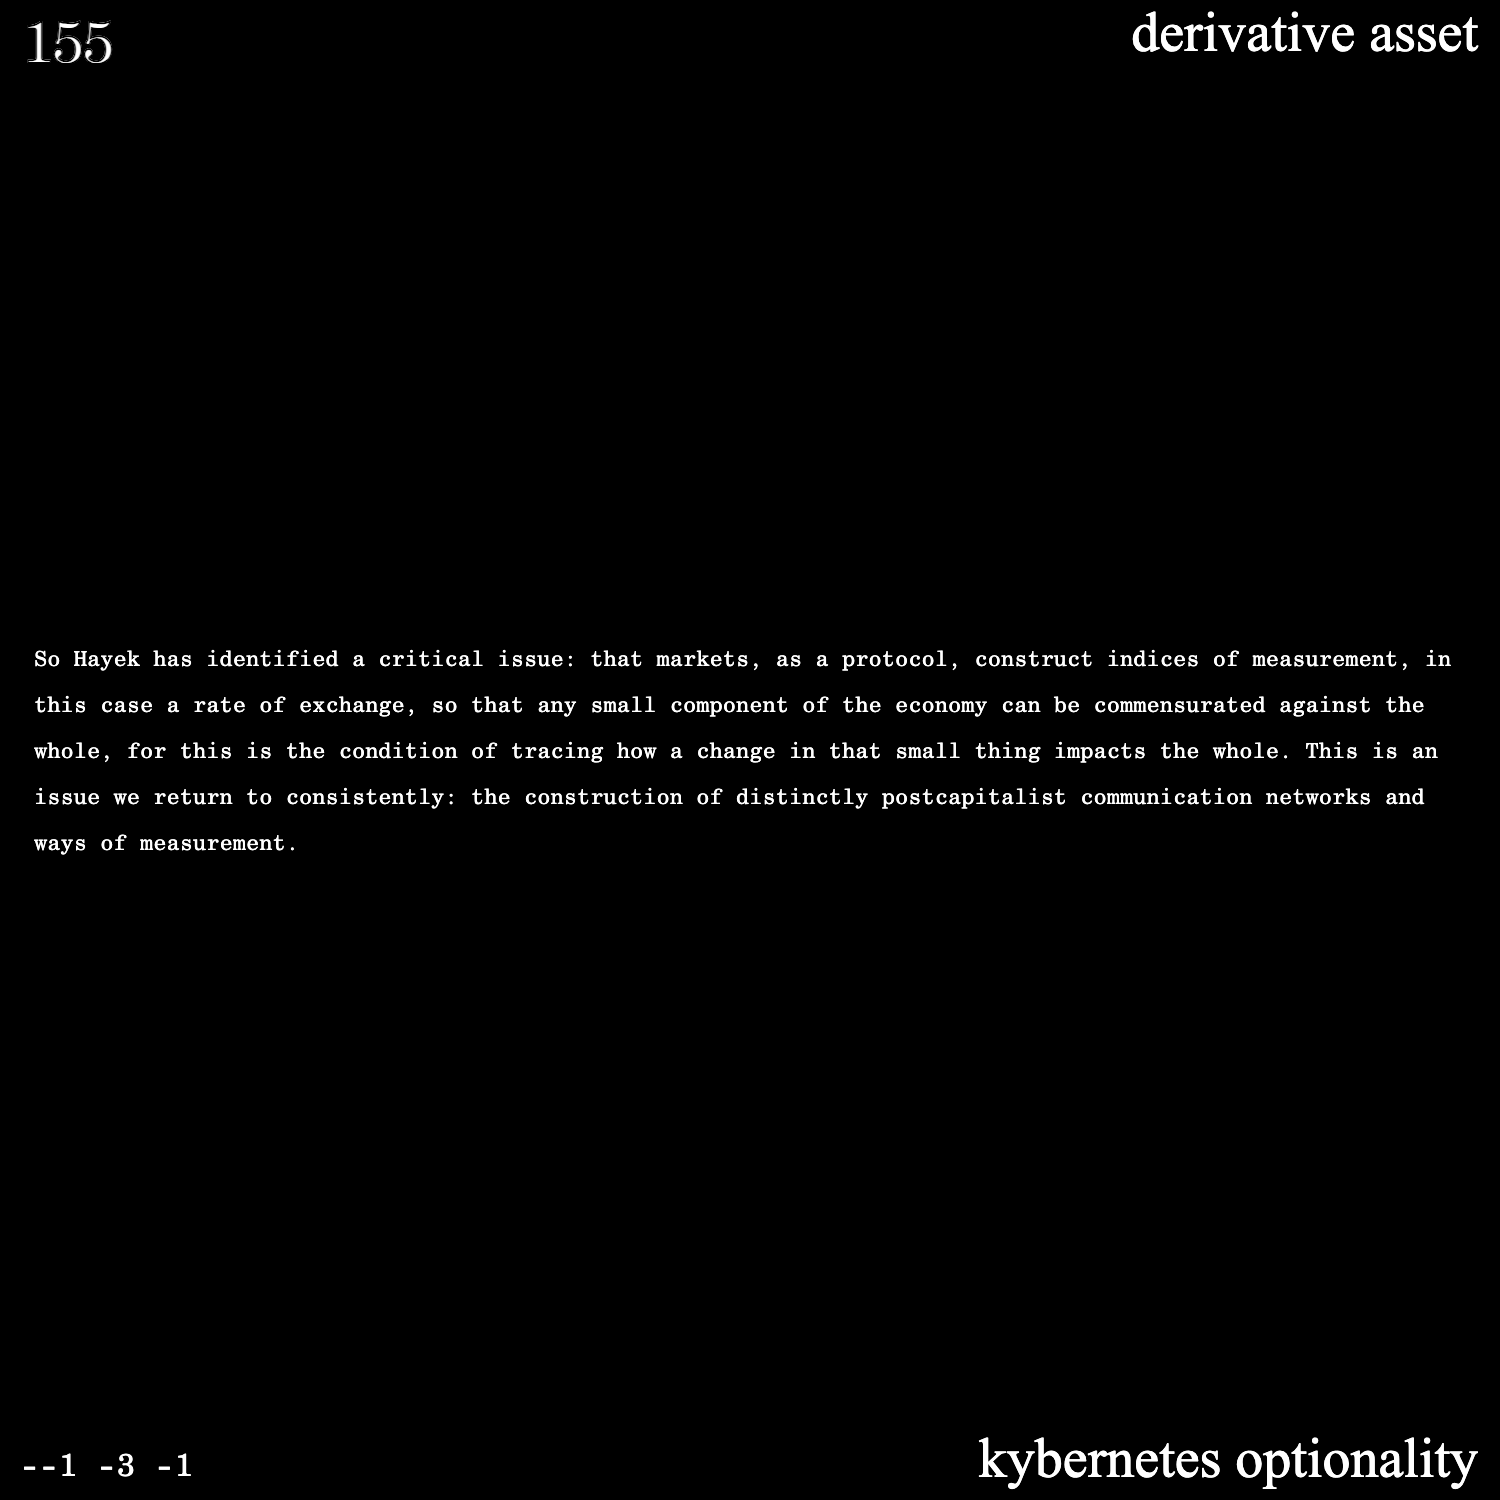 155
derivative asset
So Hayek has identified a critical issue: that markets, as a protocol, construct indices of measurement, in
this case a rate of exchange, so that any small component of the economy can be commensurated against the
whole, for this is the condition of tracing how a change in that small thing impacts the whole. This is an
issue we return to consistently: the construction of distinctly postcapitalist communication networks and
ways of measurement.
--1 -3 -1
kybernetes optionality